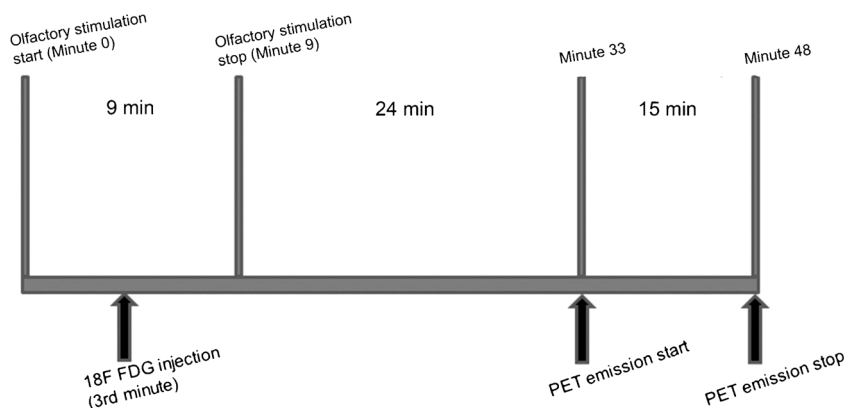 Olfactory stimulation
start (Minute 0)
Olfactory stimulation
stop (Minute 9)
Minute 33
Minute 48
9 min
24 min
15 min
18F FDG injection
(3rd minute)
PET emission start
PET emission stop